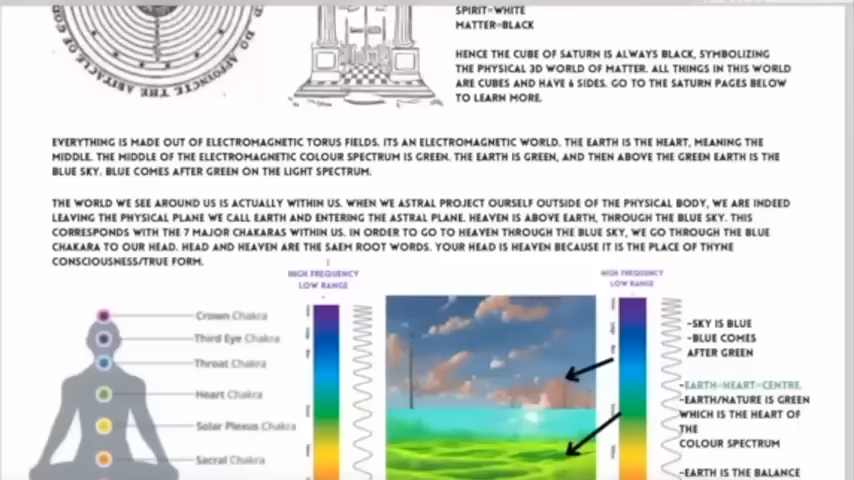 SPIRIT=WHITE
MATTER=BLACK
HENCE THE CUBE OF SATURN IS ALWAYS BLACK, SYMBOLIZING
THE PHYSICAL 3D WORLD OF MATTER. ALL THINGS IN THIS WORLD
ARE CUBES AND HAVE 6 SIDES. GO TO THE SATURN PAGES BELOW
TO LEARN MORE.
EVERYTHING IS MADE OUT OF ELECTROMAGNETIC TORUS FIELDS. ITS AN ELECTROMAGNETIC WORLD. THE EARTH IS THE HEART, MEANING THE
MIDDLE. THE MIDDLE OF THE ELECTROMAGNETIC COLOUR SPECTRUM IS GREEN. THE EARTH IS GREEN, AND THEN ABOVE THE GREEN EARTH IS THE
BLUE SKY. BLUE COMES AFTER GREEN ON THE LIGHT SPECTRUM.
THE WORLD WE SEE AROUND US IS ACTUALLY WITHIN US. WHEN WE ASTRAL PROJECT OURSELF OUTSIDE OF THE PHYSICAL BODY, WE ARE INDEED
LEAVING THE PHYSICAL PLANE WE CALL EARTH AND ENTERING THE ASTRAL PLANE. HEAVEN IS ABOVE EARTH, THROUGH THE BLUE SKY. THIS
CORRESPONDS WITH THE 7 MAJOR CHAKARAS WITHIN US. IN ORDER TO GO TO HEAVEN THROUGH THE BLUE SKY, WE GO THROUGH THE BLUE
CHAKARA TO OUR HEAD. HEAD AND HEAVEN ARE THE SAEM ROOT WORDS. YOUR HEAD IS HEAVEN BECAUSE IT IS THE PLACE OF THYNE
CONSCIOUSNESS/TRUE FORM.
HIGH FREQUENCY
LOW RANGE
HIGH FREQUENCY
LOW RANGE
Crown Chakra
Third Eye Chakra
Throat Chakra
Heart Chakra
Solar Plexus Chakra
Sacral Chakra
-SKY IS BLUE
-BLUE COMES
AFTER GREEN
-EARTH=HEART=CENTRE.
-EARTH/NATURE IS GREEN
WHICH IS THE HEART OF
THE
COLOUR SPECTRUM
-EARTH IS THE BALANCE